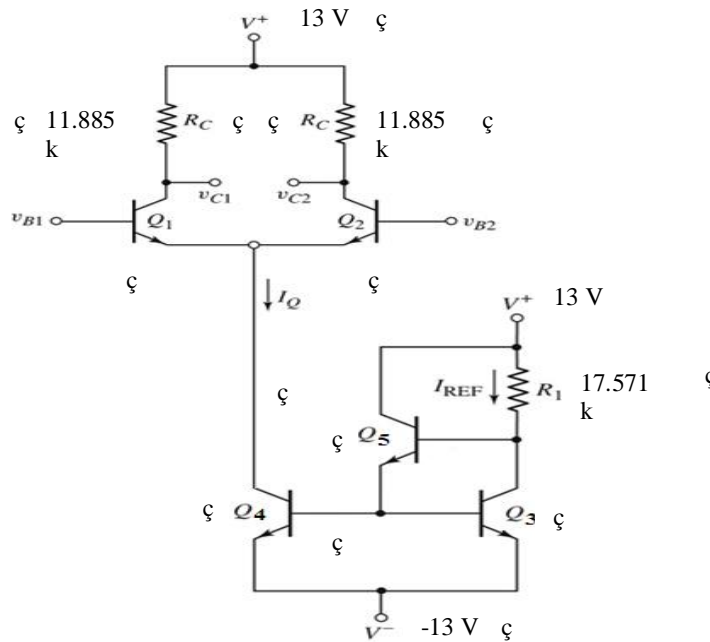 V⁺ 13 V ç
ç 11.885 k R_C ç ç R_C 11.885 k ç
v_C1 v_C2
v_B1 Q₁ Q₂ v_B2
ç ç
I_Q V⁺ 13 V
ç I_REF R₁ 17.571 k ç
ç Q5
ç Q4 ç Q3 ç
V⁻ -13 V ç